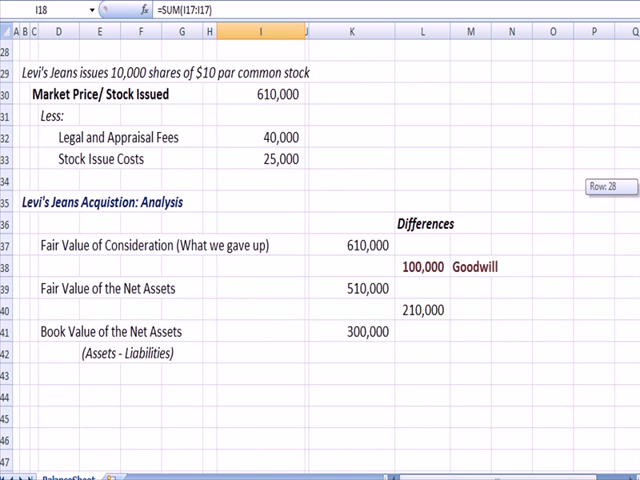 I18 fx =SUM(I17:I17)
A B C D E F G H I J K L M N O P Q
28
29 Levi's Jeans issues 10,000 shares of $10 par common stock
30 Market Price/ Stock Issued 610,000
31 Less:
32 Legal and Appraisal Fees 40,000
33 Stock Issue Costs 25,000
34
Row: 28
35 Levi's Jeans Acquistion: Analysis
36 Differences
37 Fair Value of Consideration (What we gave up) 610,000
38 100,000 Goodwill
39 Fair Value of the Net Assets 510,000
40 210,000
41 Book Value of the Net Assets 300,000
42 (Assets - Liabilities)
43
44
45
46
47
BalanceSheet